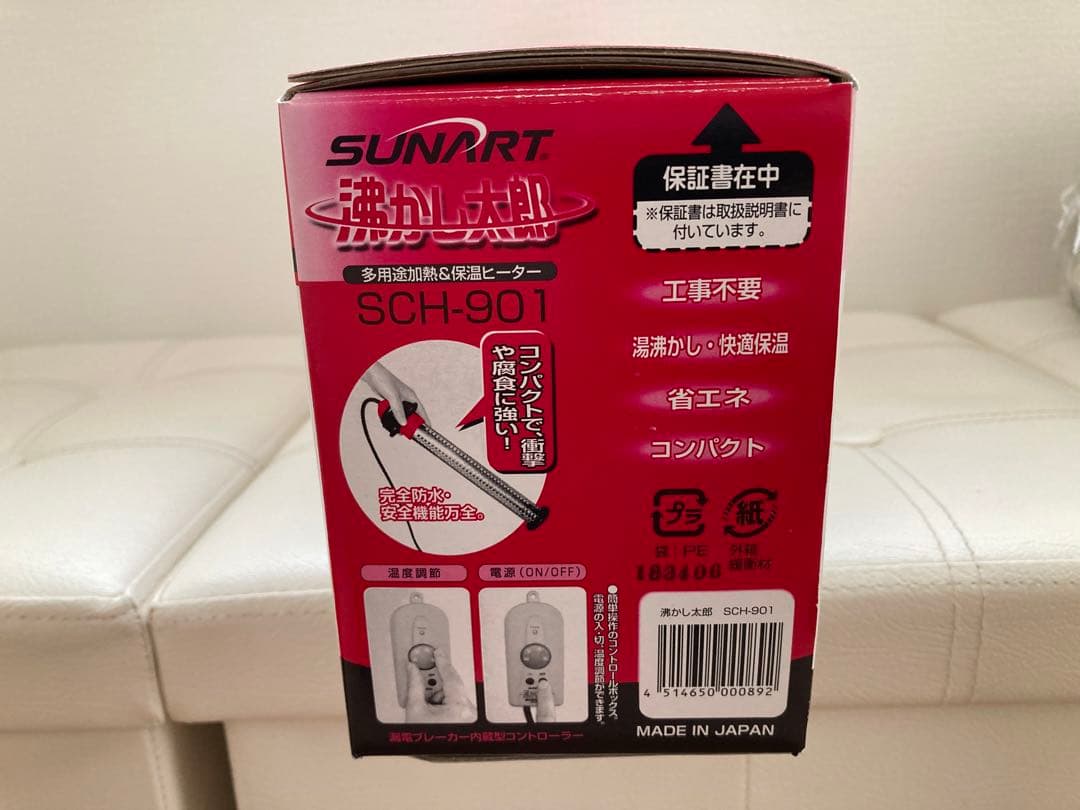 SUNART
沸かし太郎
多用途加熱&保温ヒーター
SCH-901
コンパクトで、衝撃
や腐食に強い!
完全防水・
安全機能万全。
温度調節
電源(ON/OFF)
●簡単操作のコントロールボックス。
電源の入・切、温度調節ができます。
漏電ブレーカー内蔵型コントローラー
保証書在中
※保証書は取扱説明書に
付いています。
工事不要
湯沸かし・快適保温
省エネ
コンパクト
プラ
紙
袋:PE
外箱
緩衝材
沸かし太郎 SCH-901
4 514650 000892
MADE IN JAPAN